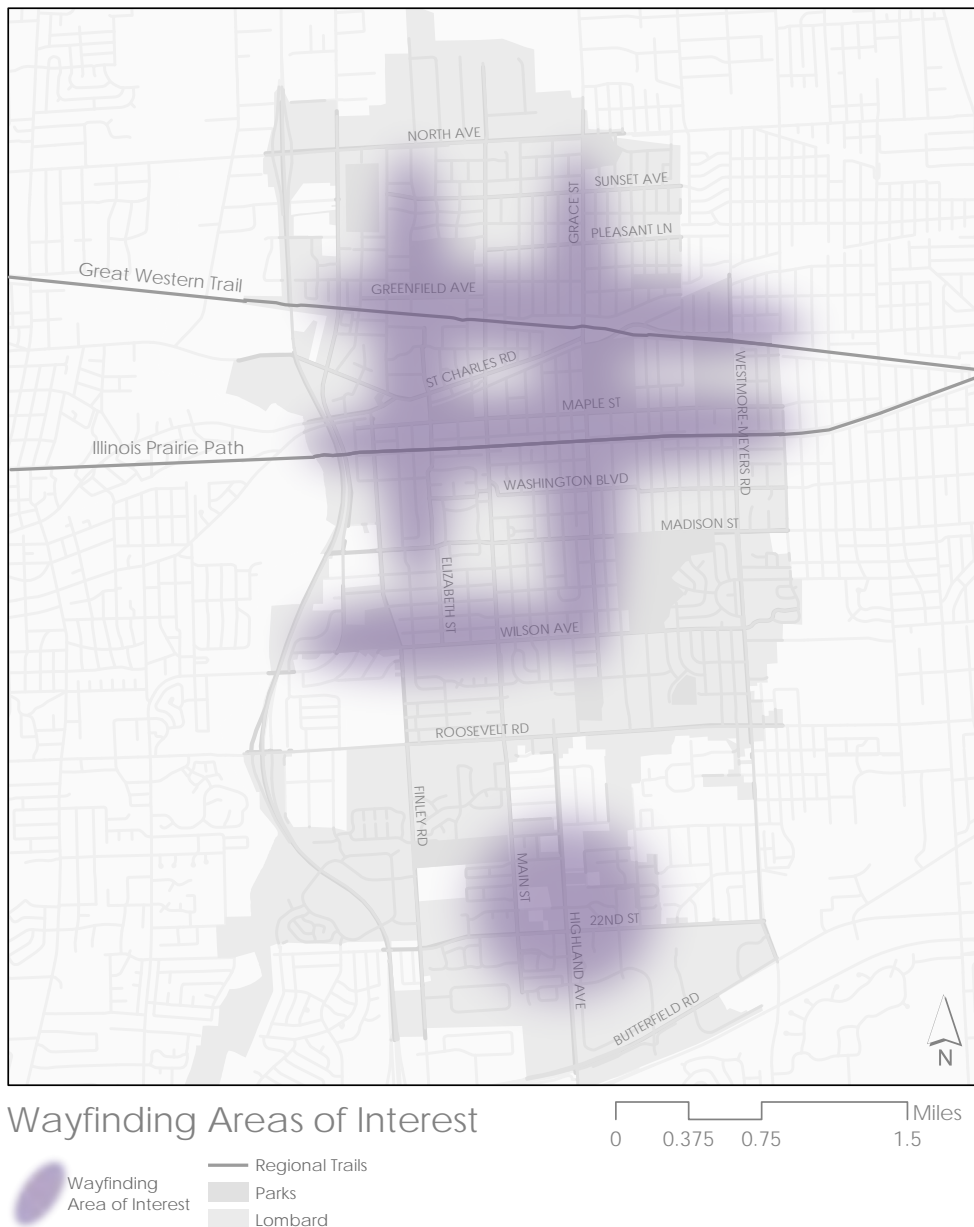 NORTH AVE
SUNSET AVE
GRACE ST
PLEASANT LN
Great Western Trail
GREENFIELD AVE
ST CHARLES RD
WESTMORE-MEYERS RD
MAPLE ST
Illinois Prairie Path
WASHINGTON BLVD
MADISON ST
ELIZABETH ST
WILSON AVE
ROOSEVELT RD
FINLEY RD
MAIN ST
22ND ST
HIGHLAND AVE
BUTTERFIELD RD
N
Wayfinding Areas of Interest
Miles
0 0.375 0.75 1.5
Wayfinding
Area of Interest
Regional Trails
Parks
Lombard